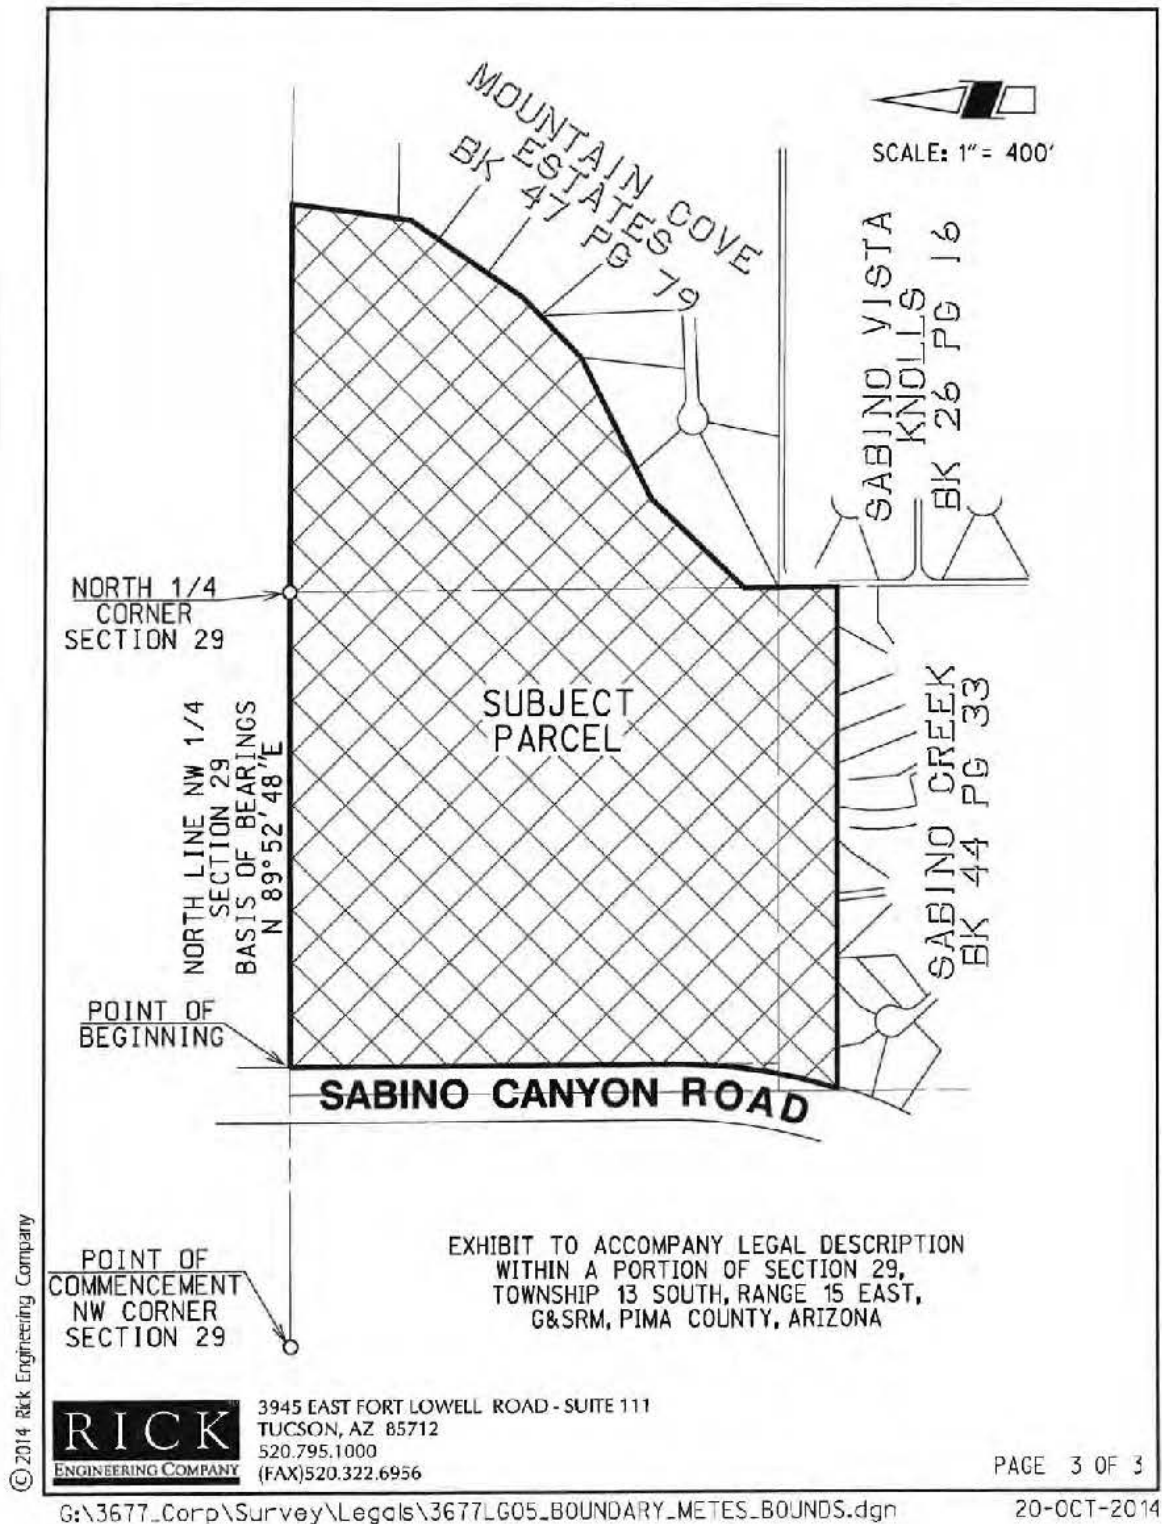 MOUNTAIN COVE
ESTATES
BK 47 PG 79
SCALE: 1"= 400'
SABINO VISTA
KNOLLS
BK 26 PG 16
NORTH 1/4
CORNER
SECTION 29
SUBJECT
PARCEL
NORTH LINE NW 1/4
SECTION 29
BASIS OF BEARINGS
N 89°52'48"E
SABINO CREEK
BK 44 PG 33
POINT OF
BEGINNING
SABINO CANYON ROAD
POINT OF
COMMENCEMENT
NW CORNER
SECTION 29
EXHIBIT TO ACCOMPANY LEGAL DESCRIPTION
WITHIN A PORTION OF SECTION 29,
TOWNSHIP 13 SOUTH, RANGE 15 EAST,
G&SRM, PIMA COUNTY, ARIZONA
© 2014 Rick Engineering Company
RICK
ENGINEERING COMPANY
3945 EAST FORT LOWELL ROAD - SUITE 111
TUCSON, AZ 85712
520.795.1000
(FAX)520.322.6956
PAGE 3 OF 3
G:\3677_Corp\Survey\Legals\3677LG05_BOUNDARY_METES_BOUNDS.dgn
20-OCT-2014